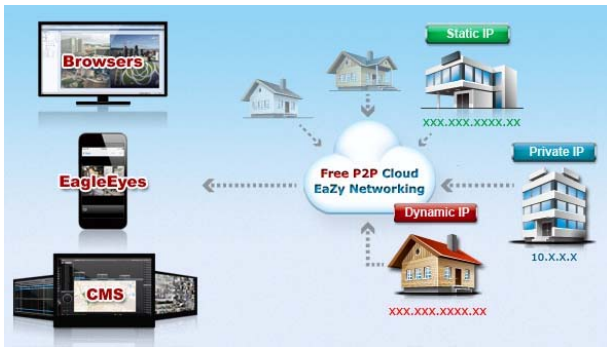 Browsers
Static IP
xxx.xxx.xxxx.xx
EagleEyes
Free P2P Cloud
EaZy Networking
Private IP
10.x.x.x
Dynamic IP
CMS
xxx.xxx.xxxx.xx